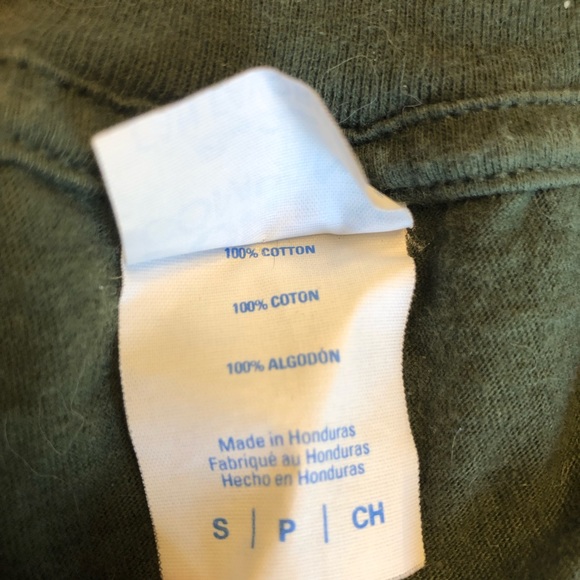 100% COTTON
100% COTON
100% ALGODÓN
Made in Honduras
Fabriqué au Honduras
Hecho en Honduras
S | P | CH